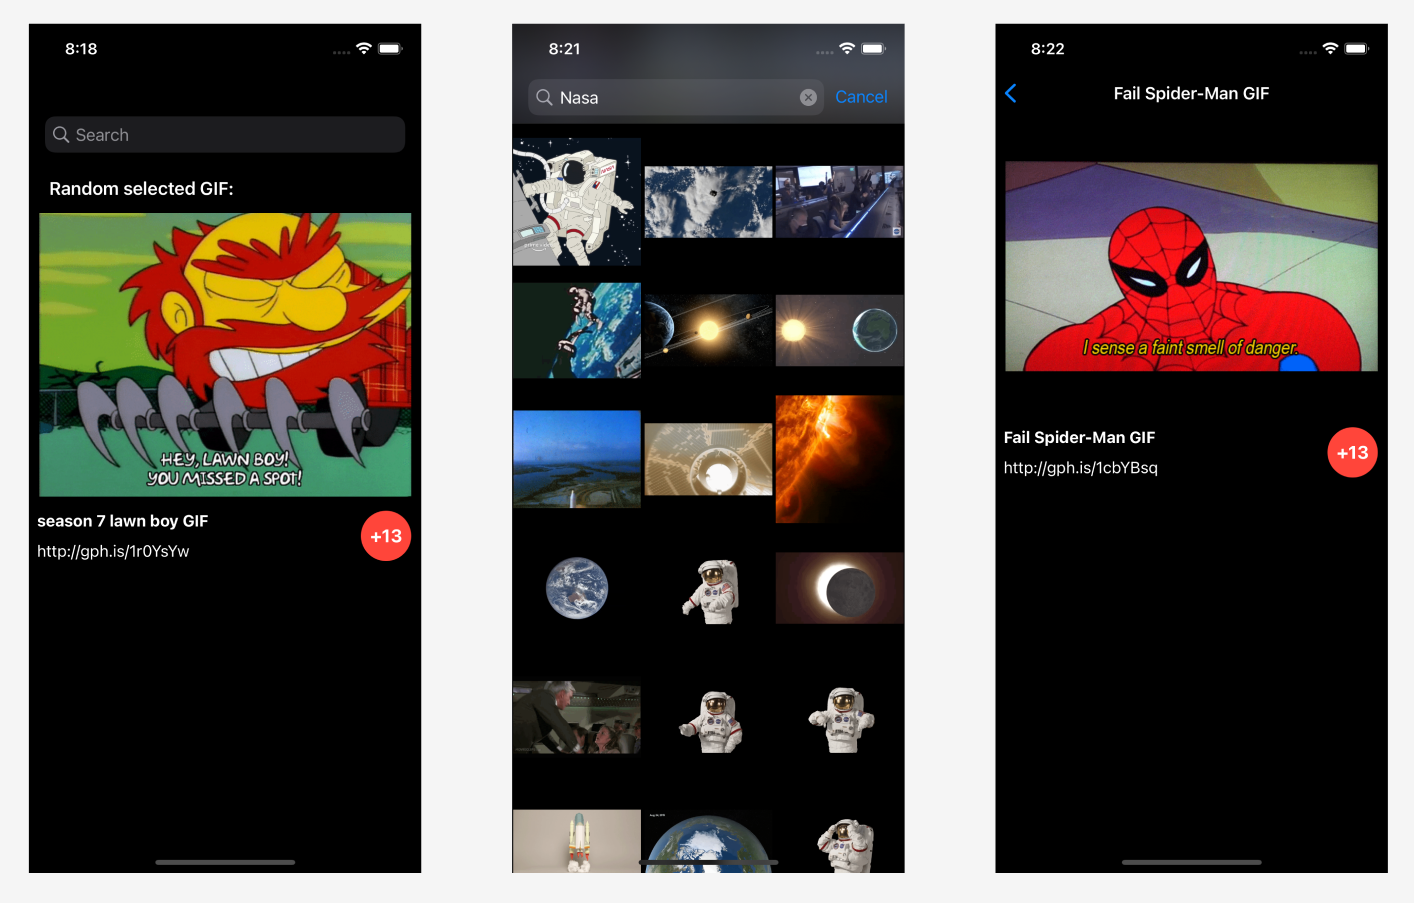 8:18
Search
Random selected GIF:
HEY, LAWN BOY!
YOU MISSED A SPOT!
season 7 lawn boy GIF
http://gph.is/1r0YsYw
+13
8:21
Nasa
Cancel
8:22
Fail Spider-Man GIF
I sense a faint smell of danger.
Fail Spider-Man GIF
http://gph.is/1cbYBsq
+13